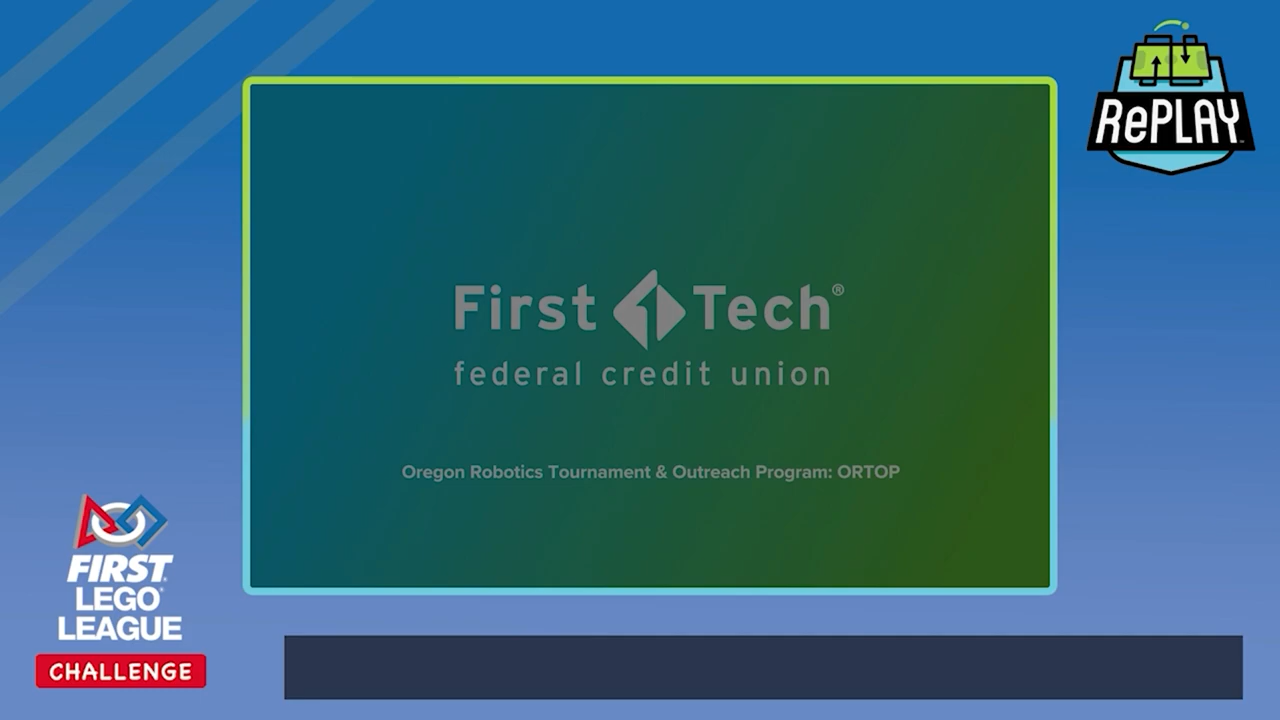 RePLAY
First Tech®
federal credit union
Oregon Robotics Tournament & Outreach Program: ORTOP
FIRST®
LEGO®
LEAGUE
CHALLENGE